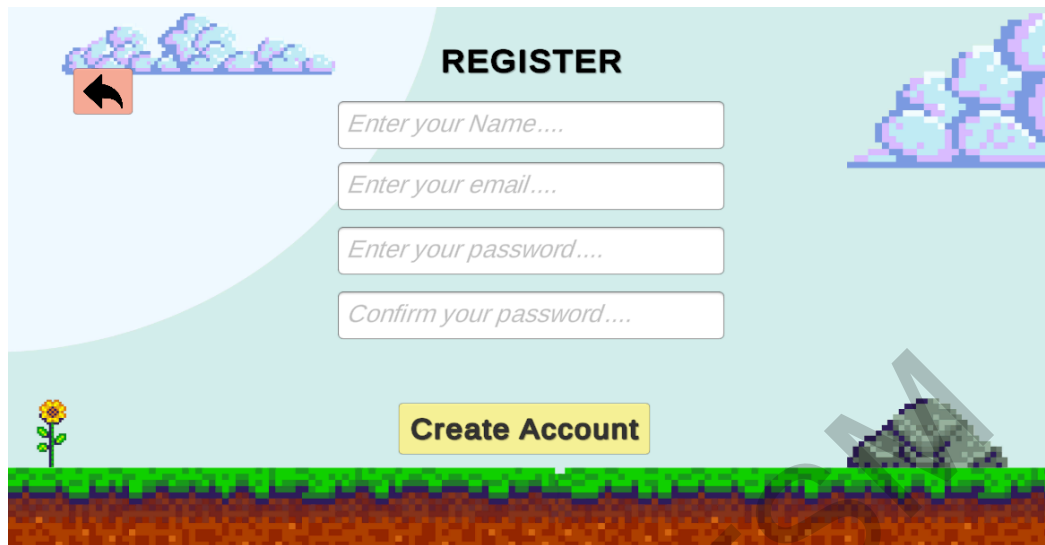 REGISTER
Enter your Name....
Enter your email....
Enter your password....
Confirm your password....
Create Account